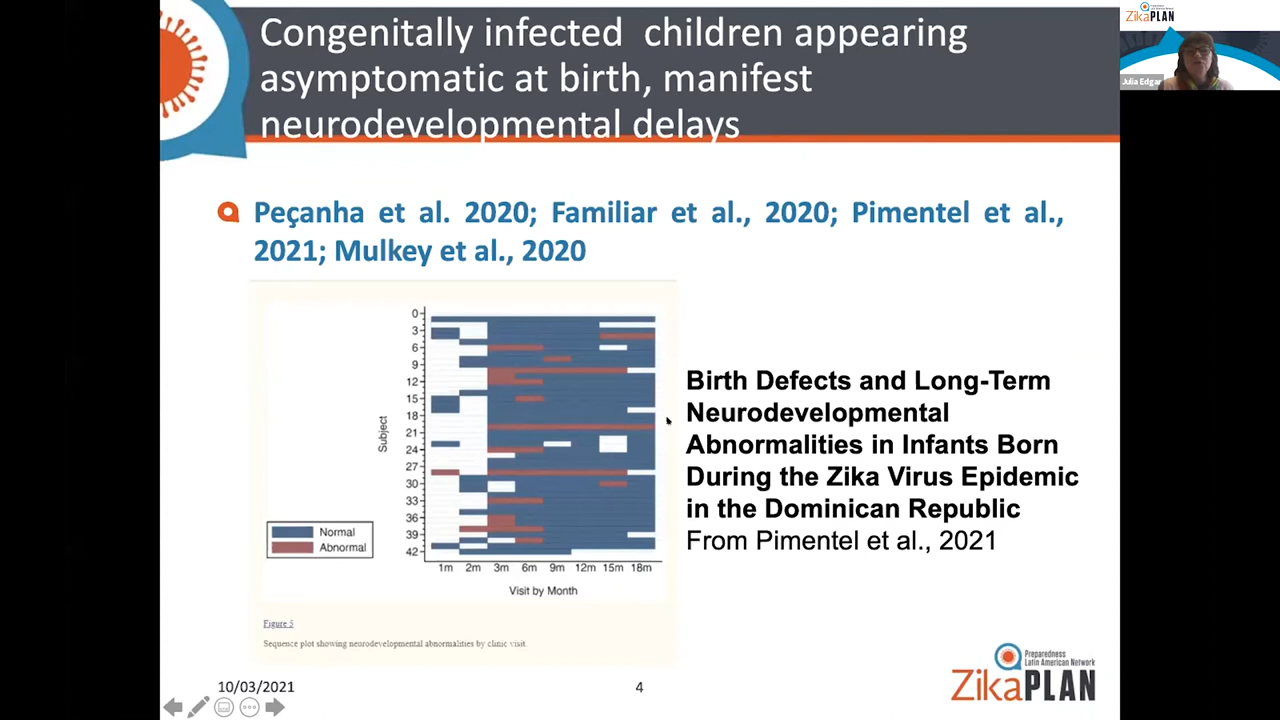 Congenitally infected  children appearing
asymptomatic at birth, manifest
neurodevelopmental delays
Peçanha et al. 2020; Familiar et al., 2020; Pimentel et al.,
2021; Mulkey et al., 2020
0
3
6
9
12
15
18
21
24
27
30
33
36
39
42
Subject
Normal
Abnormal
1m 2m 3m 6m 9m 12m 15m 18m
Visit by Month
Figure 5
Sequence plot showing neurodevelopmental abnormalities by clinic visit.
Birth Defects and Long-Term
Neurodevelopmental
Abnormalities in Infants Born
During the Zika Virus Epidemic
in the Dominican Republic
From Pimentel et al., 2021
10/03/2021
4
Preparedness
Latin American Network
ZikaPLAN
ZikaPLAN
Julia Edgar